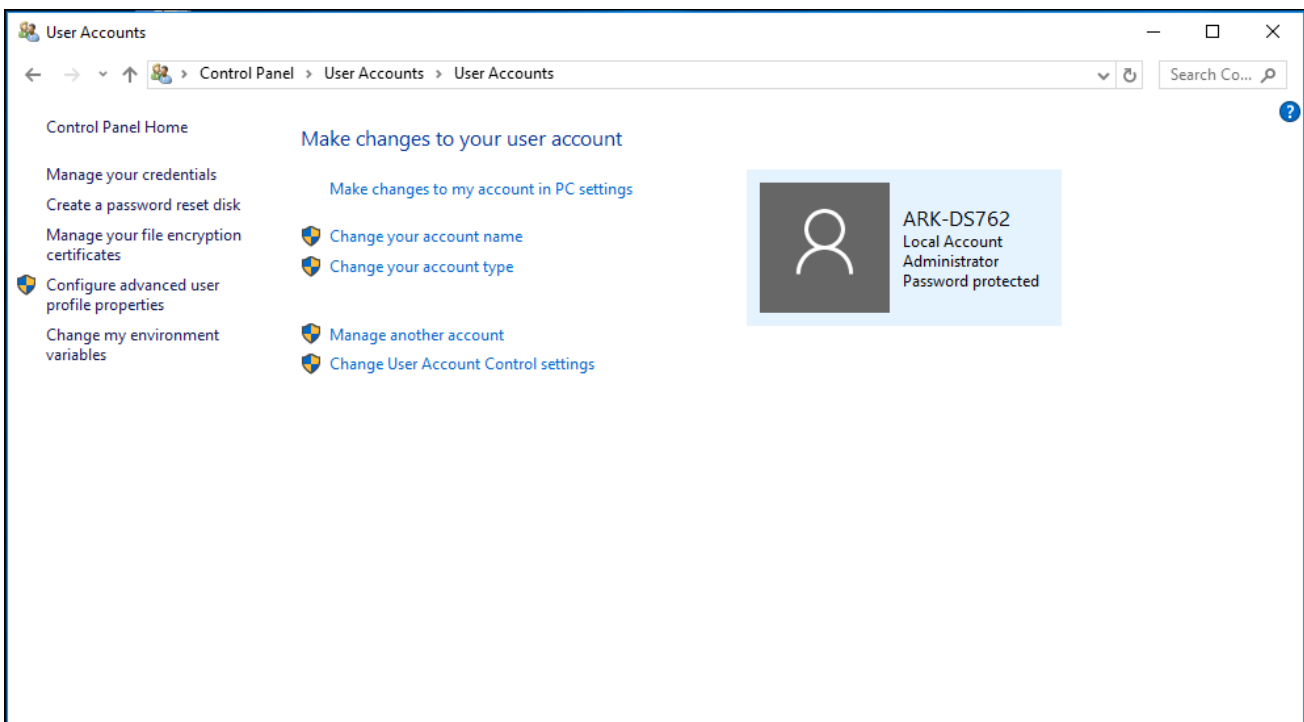 User Accounts
Control Panel > User Accounts > User Accounts
Search Co...
?
Control Panel Home
Manage your credentials
Create a password reset disk
Manage your file encryption
certificates
Configure advanced user
profile properties
Change my environment
variables
Make changes to your user account
Make changes to my account in PC settings
Change your account name
Change your account type
Manage another account
Change User Account Control settings
ARK-DS762
Local Account
Administrator
Password protected